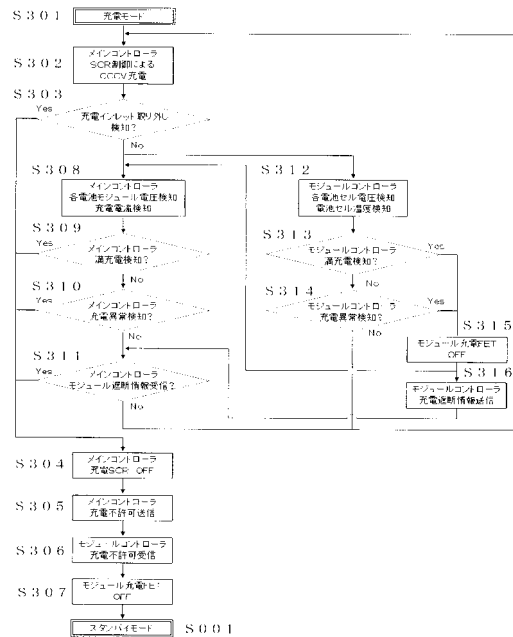 S301
充電モード
S302
メインコントローラ
SCR制御による
CCCV充電
S303
Yes
充電インレット取り外し
検知?
No
S308
メインコントローラ
各電池モジュール電圧検知
充電電流検知
S312
モジュールコントローラ
各電池セル電圧検知
電池セル温度検知
S309
Yes
メインコントローラ
満充電検知?
No
S313
モジュールコントローラ
満充電検知?
Yes
No
S310
Yes
メインコントローラ
充電異常検知?
No
S314
モジュールコントローラ
充電異常検知?
Yes
No
S315
モジュール充電FET
OFF
S311
Yes
メインコントローラ
モジュール遮断情報受信?
No
S316
モジュールコントローラ
充電遮断情報送信
S304
メインコントローラ
充電SCR OFF
S305
メインコントローラ
充電不許可送信
S306
モジュールコントローラ
充電不許可受信
S307
モジュール充電FET
OFF
スタンバイモード
S001